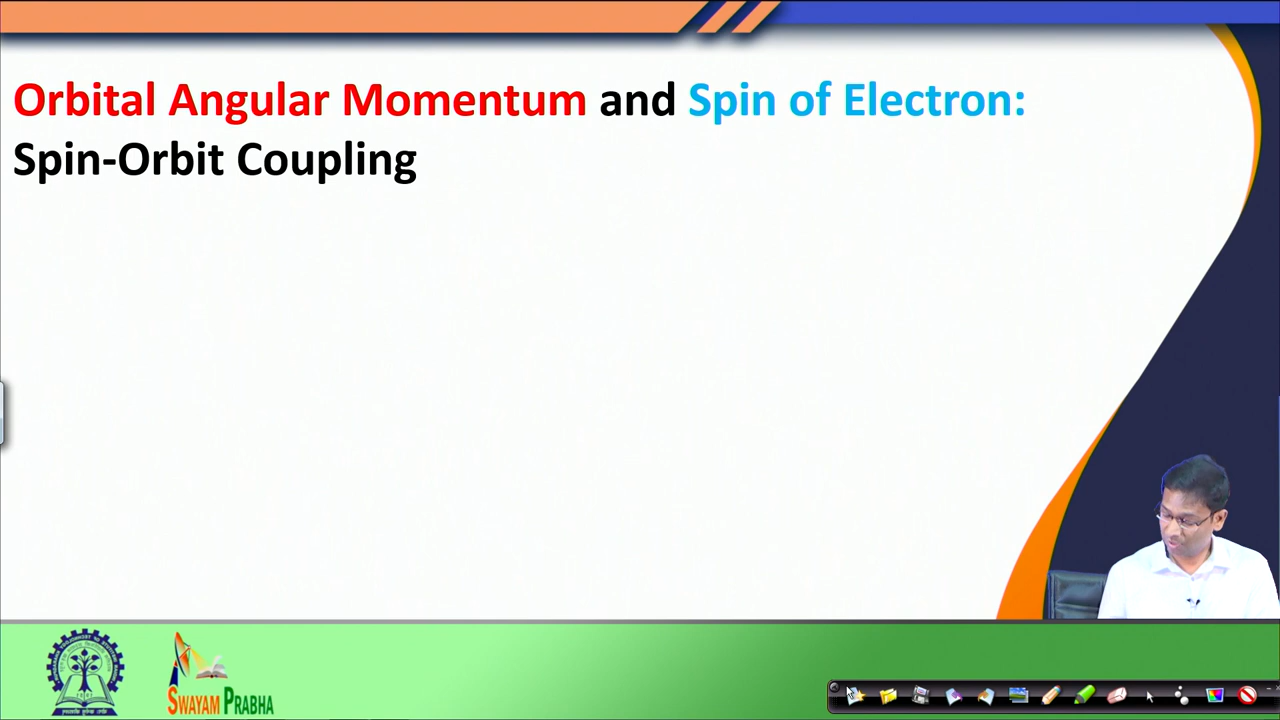 Orbital Angular Momentum and Spin of Electron:
Spin-Orbit Coupling
SWAYAM PRABHA